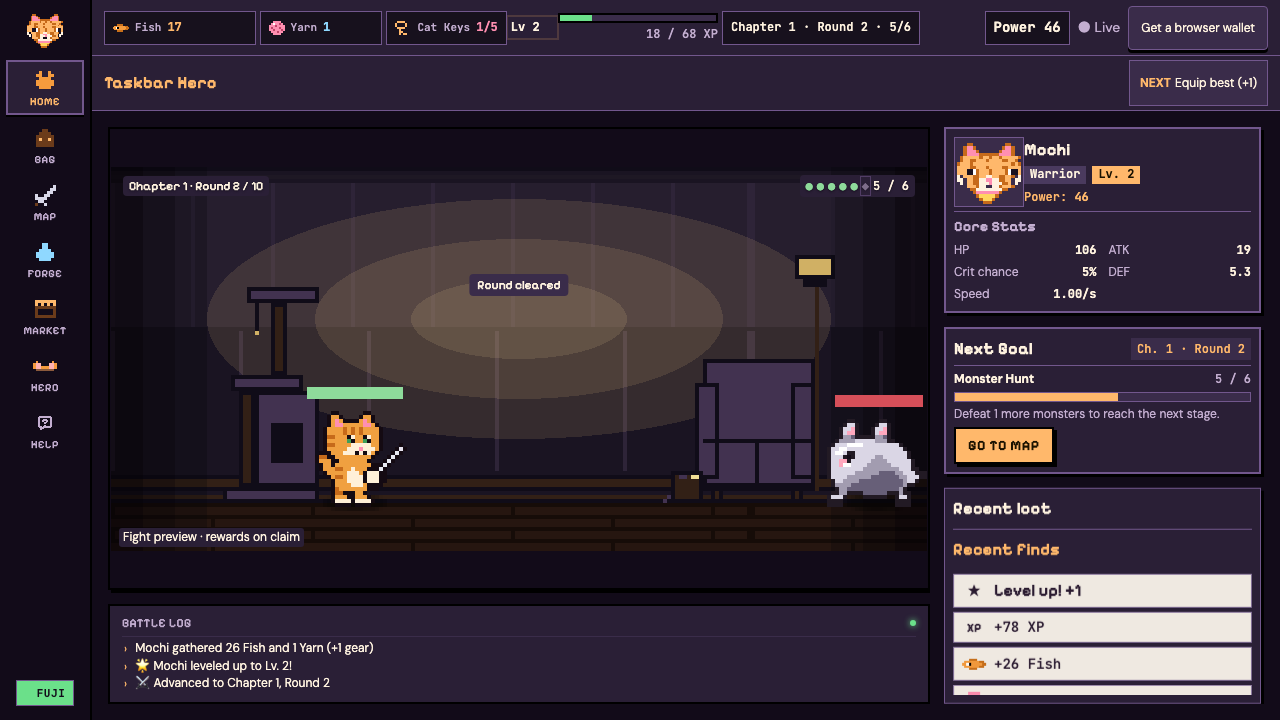 Fish 17
Yarn 1
Cat Keys 1/5
Lv 2
18 / 68 XP
Chapter 1 · Round 2 · 5/6
Power 46
Live
Get a browser wallet
Taskbar Hero
NEXT Equip best (+1)
HOME
BAG
MAP
FORGE
MARKET
HERO
HELP
FUJI
Chapter 1 · Round 2 / 10
5 / 6
Round cleared
Fight preview · rewards on claim
BATTLE LOG
› Mochi gathered 26 Fish and 1 Yarn (+1 gear)
› 🌟 Mochi leveled up to Lv. 2!
› ⚔️ Advanced to Chapter 1, Round 2
Mochi
Warrior Lv. 2
Power: 46
Core Stats
HP 106 ATK 19
Crit chance 5% DEF 5.3
Speed 1.00/s
Next Goal
Ch. 1 · Round 2
Monster Hunt 5 / 6
Defeat 1 more monsters to reach the next stage.
GO TO MAP
Recent loot
Recent finds
★ Level up! +1
XP +78 XP
+26 Fish